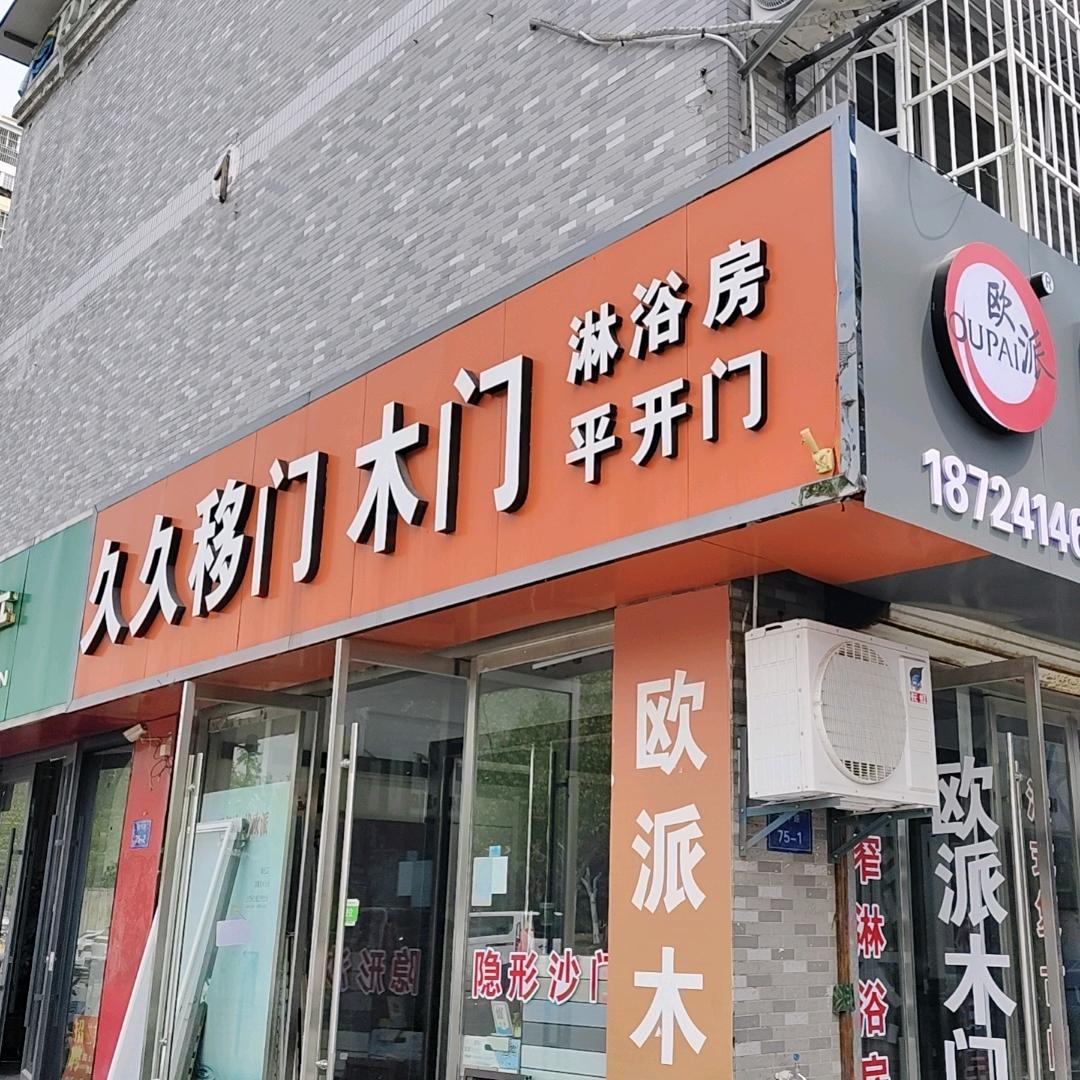 久久移门 木门
淋浴房
平开门
欧派
OUPAI
®
18724146
欧派木
欧派木门
隐形沙门
淋浴房
75-1
N